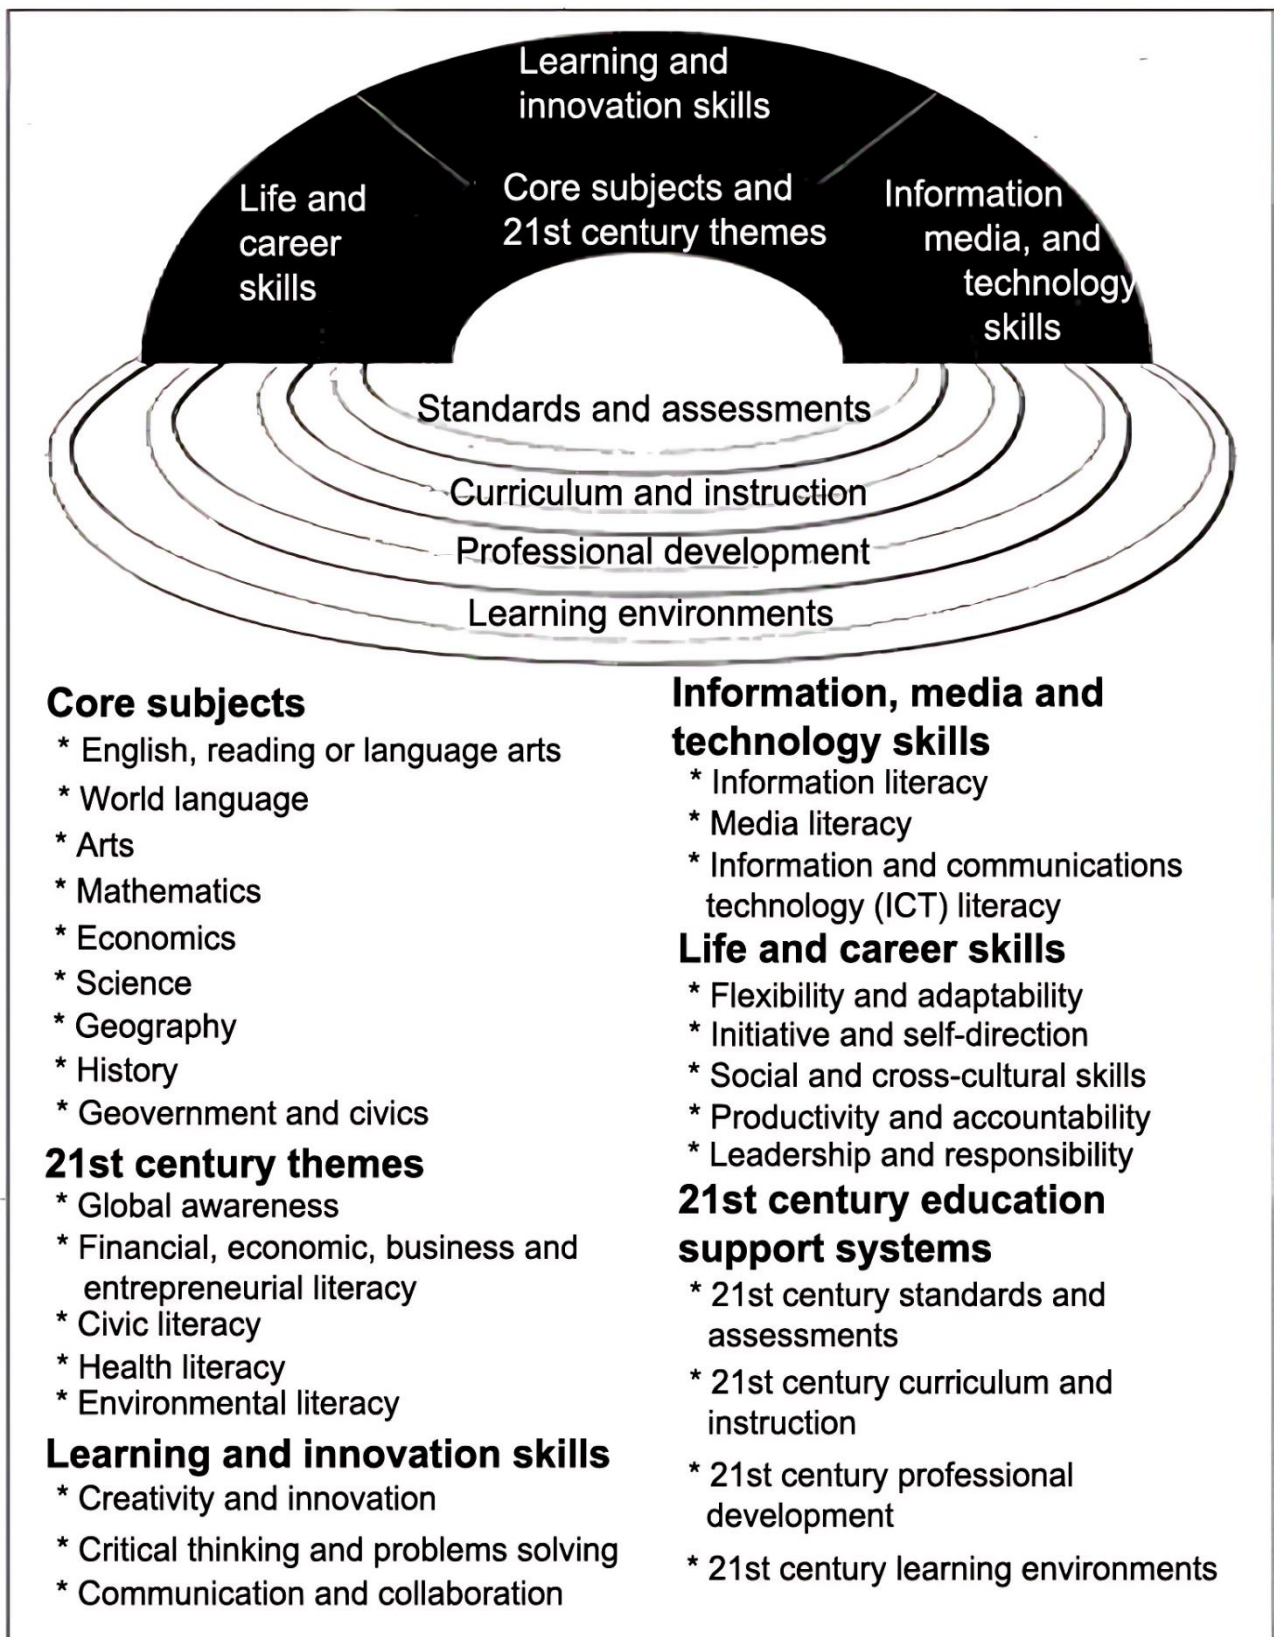 Learning and
innovation skills
Life and
career
skills
Core subjects and
21st century themes
Information
media, and
technology
skills
Standards and assessments
Curriculum and instruction
Professional development
Learning environments
Core subjects
* English, reading or language arts
* World language
* Arts
* Mathematics
* Economics
* Science
* Geography
* History
* Geovernment and civics
21st century themes
* Global awareness
* Financial, economic, business and
entrepreneurial literacy
* Civic literacy
* Health literacy
* Environmental literacy
Learning and innovation skills
* Creativity and innovation
* Critical thinking and problems solving
* Communication and collaboration
Information, media and
technology skills
* Information literacy
* Media literacy
* Information and communications
technology (ICT) literacy
Life and career skills
* Flexibility and adaptability
* Initiative and self-direction
* Social and cross-cultural skills
* Productivity and accountability
* Leadership and responsibility
21st century education
support systems
* 21st century standards and
assessments
* 21st century curriculum and
instruction
* 21st century professional
development
* 21st century learning environments